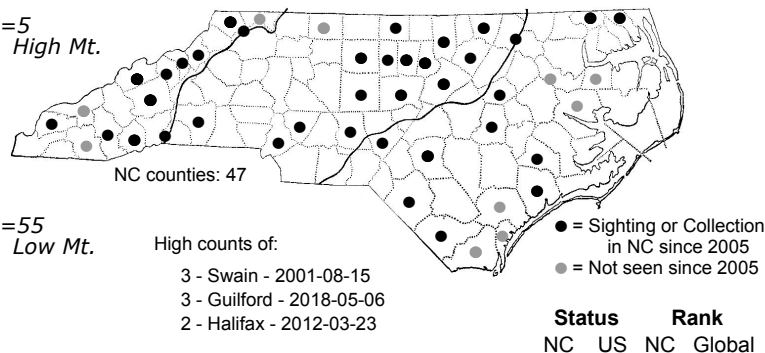 =5
High Mt.
NC counties: 47
=55
Low Mt.
High counts of:
3 - Swain - 2001-08-15
3 - Guilford - 2018-05-06
2 - Halifax - 2012-03-23
● = Sighting or Collection
in NC since 2005
● = Not seen since 2005
Status Rank
NC US NC Global